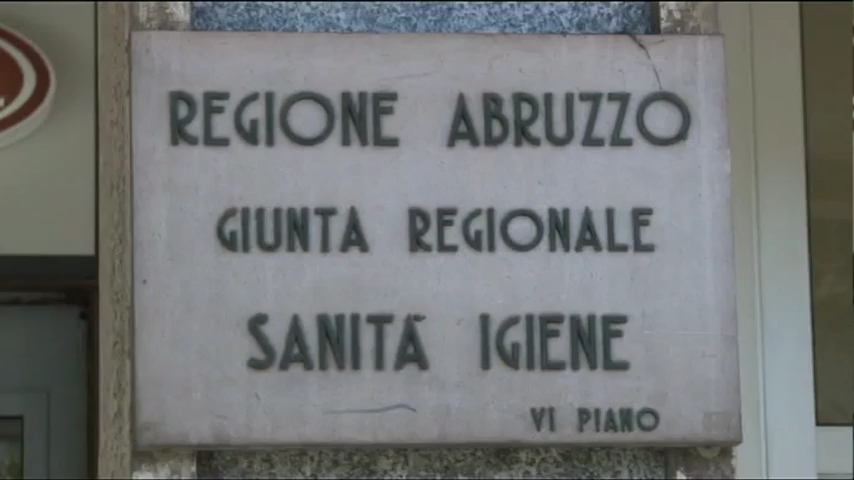 REGIONE ABRUZZO
GIUNTA REGIONALE
SANITÀ IGIENE
VI PIANO